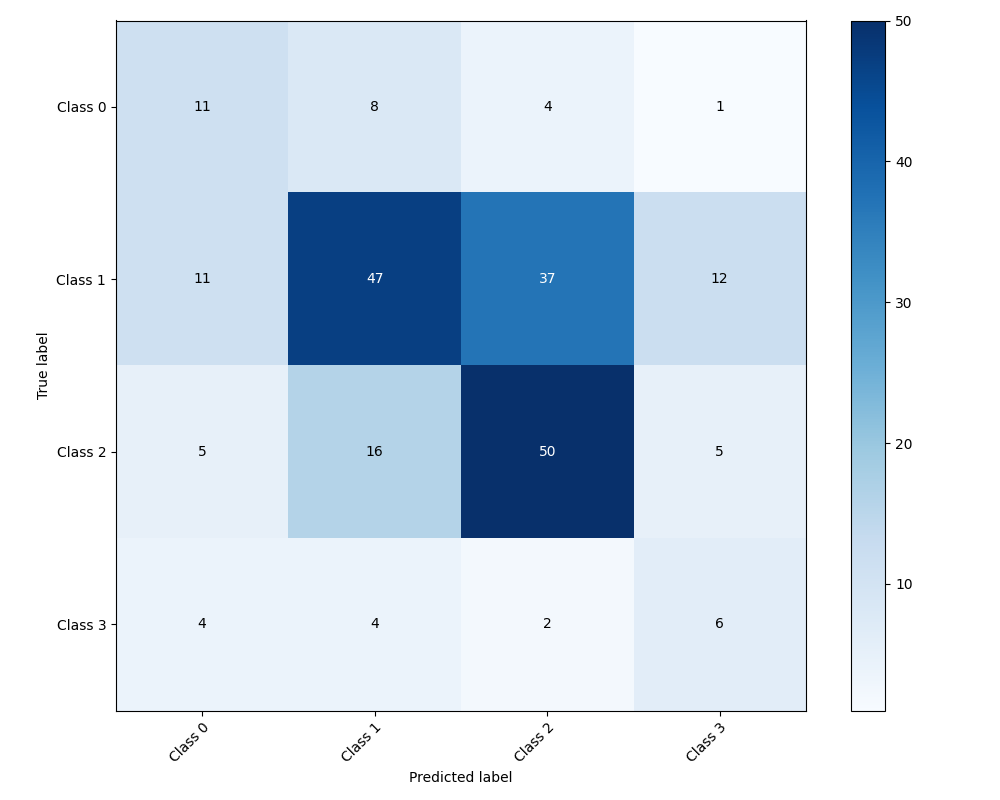 Class 0 11 8 4 1
Class 1 11 47 37 12
Class 2 5 16 50 5
Class 3 4 4 2 6
Class 0 Class 1 Class 2 Class 3
Predicted label
True label
50
40
30
20
10